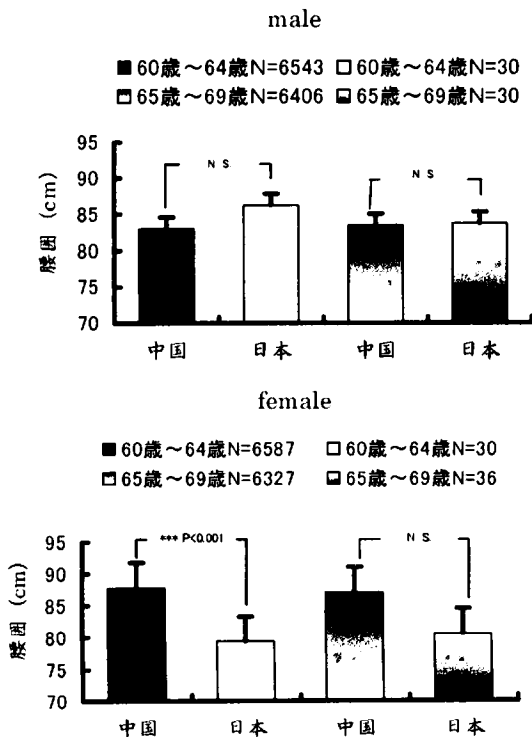 male
60歳～64歳N=6543 60歳～64歳N=30
65歳～69歳N=6406 65歳～69歳N=30
腰囲 (cm)
95
90
85
80
75
70
N S.
N S
中国 日本 中国 日本
female
60歳～64歳N=6587 60歳～64歳N=30
65歳～69歳N=6327 65歳～69歳N=36
腰囲 (cm)
95
90
85
80
75
70
*** P<0.001
N S.
中国 日本 中国 日本